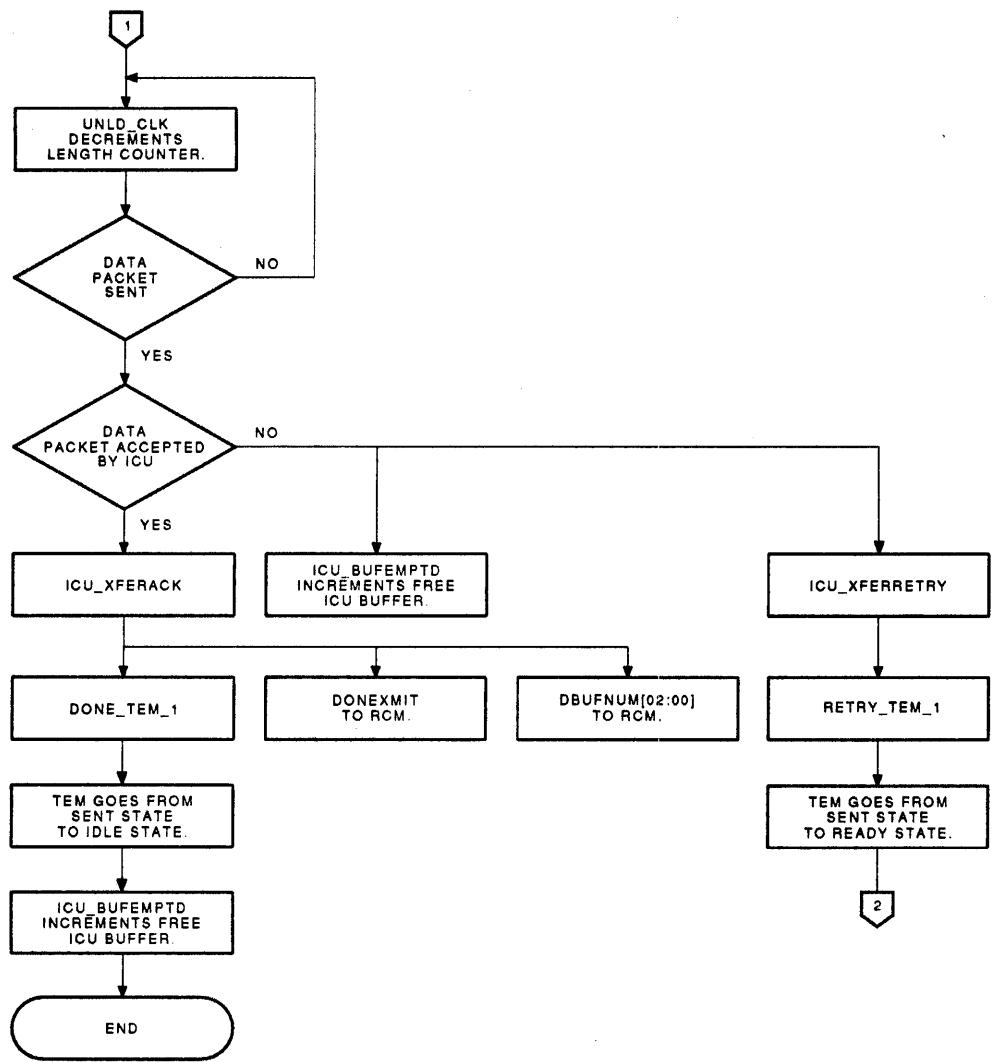 1
UNLD_CLK
DECREMENTS
LENGTH COUNTER.
DATA
PACKET
SENT
NO
YES
DATA
PACKET ACCEPTED
BY ICU
NO
YES
ICU_XFERACK
ICU_BUFEMPTD
INCREMENTS FREE
ICU BUFFER.
ICU_XFERRETRY
DONE_TEM_1
DONEXMIT
TO RCM.
DBUFNUM[02:00]
TO RCM.
RETRY_TEM_1
TEM GOES FROM
SENT STATE
TO IDLE STATE.
TEM GOES FROM
SENT STATE
TO READY STATE.
ICU_BUFEMPTD
INCREMENTS FREE
ICU BUFFER.
2
END